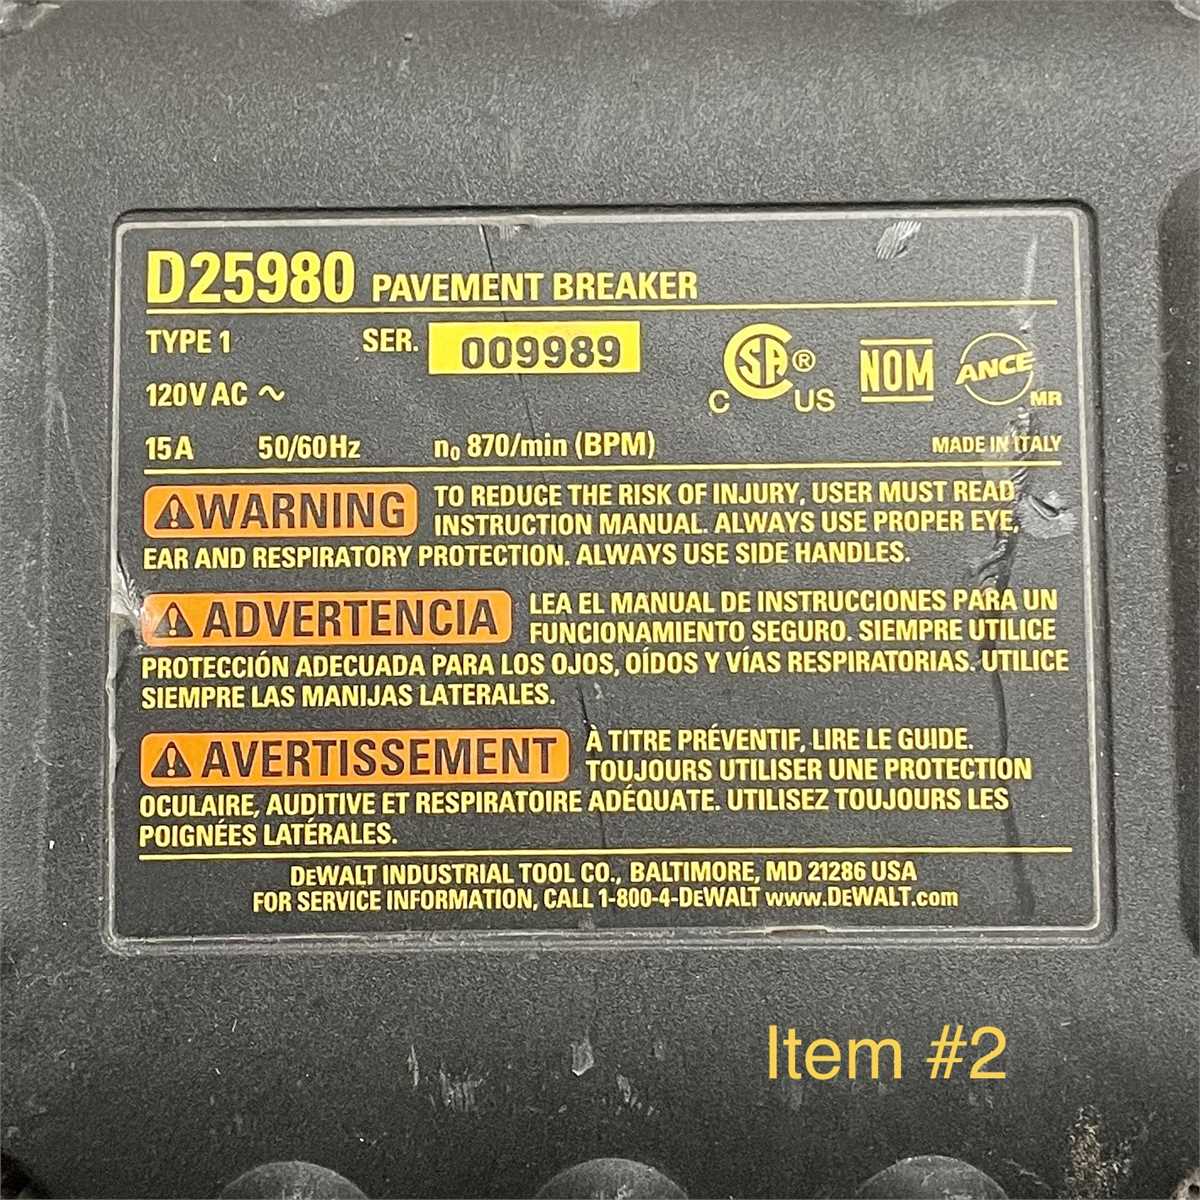 D25980 PAVEMENT BREAKER
TYPE 1 SER. 009989
120V AC ~
CSA® C US NOM ANCE MR
15A 50/60Hz n₀ 870/min (BPM) MADE IN ITALY
⚠WARNING TO REDUCE THE RISK OF INJURY, USER MUST READ
INSTRUCTION MANUAL. ALWAYS USE PROPER EYE,
EAR AND RESPIRATORY PROTECTION. ALWAYS USE SIDE HANDLES.
⚠ADVERTENCIA LEA EL MANUAL DE INSTRUCCIONES PARA UN
FUNCIONAMIENTO SEGURO. SIEMPRE UTILICE
PROTECCIÓN ADECUADA PARA LOS OJOS, OÍDOS Y VÍAS RESPIRATORIAS. UTILICE
SIEMPRE LAS MANIJAS LATERALES.
⚠AVERTISSEMENT À TITRE PRÉVENTIF, LIRE LE GUIDE.
TOUJOURS UTILISER UNE PROTECTION
OCULAIRE, AUDITIVE ET RESPIRATOIRE ADÉQUATE. UTILISEZ TOUJOURS LES
POIGNÉES LATÉRALES.
DEWALT INDUSTRIAL TOOL CO., BALTIMORE, MD 21286 USA
FOR SERVICE INFORMATION, CALL 1-800-4-DEWALT www.DEWALT.com
Item #2